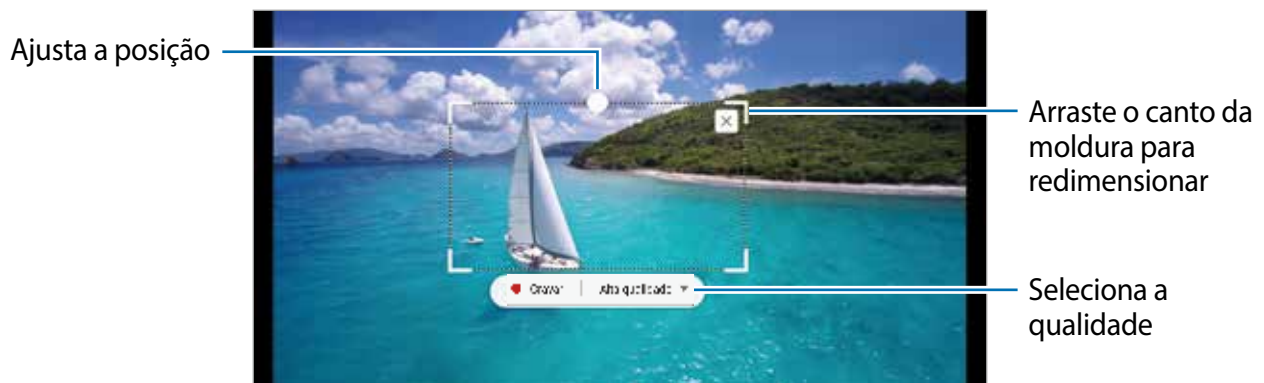 Ajusta a posição
Arraste o canto da
moldura para
redimensionar
Gravar
Alta qualidade
Seleciona a
qualidade